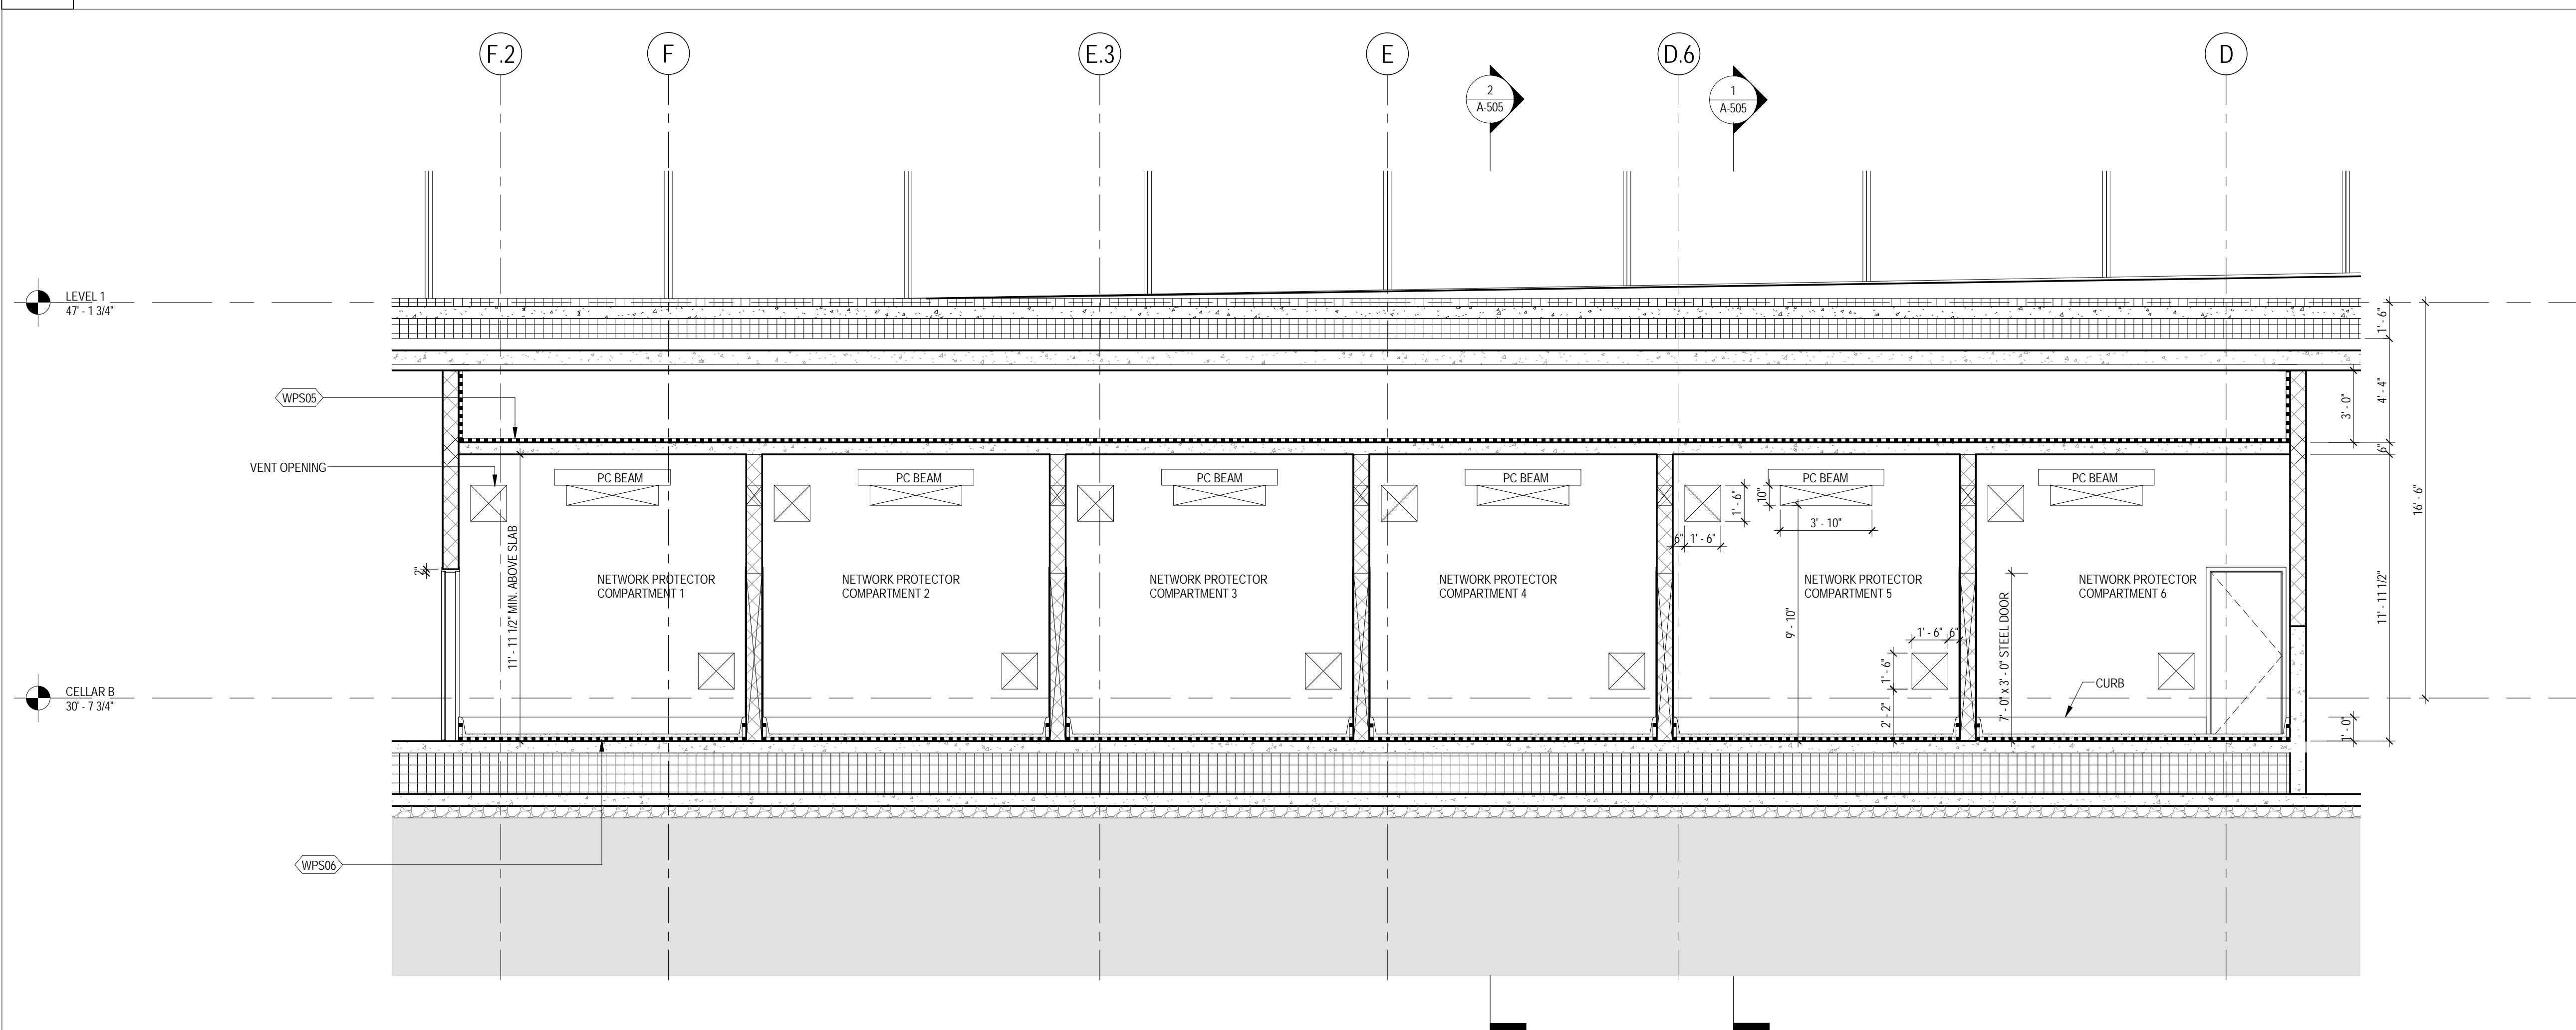 F.2
F
E.3
E
D.6
D
2
A-505
1
A-505
LEVEL 1
47' - 1 3/4"
1' - 6"
WPS05
3' - 0"
4' - 4"
6"
16' - 6"
VENT OPENING
PC BEAM
PC BEAM
PC BEAM
PC BEAM
PC BEAM
PC BEAM
1' - 6"
10"
3' - 10"
6"
1' - 6"
2"
11' - 11 1/2" MIN. ABOVE SLAB
NETWORK PROTECTOR
COMPARTMENT 1
NETWORK PROTECTOR
COMPARTMENT 2
NETWORK PROTECTOR
COMPARTMENT 3
NETWORK PROTECTOR
COMPARTMENT 4
NETWORK PROTECTOR
COMPARTMENT 5
NETWORK PROTECTOR
COMPARTMENT 6
11' - 11 1/2"
9' - 10"
1' - 6"
6"
1' - 6"
2' - 2"
7' - 0" x 3' - 0" STEEL DOOR
CURB
1' - 0"
CELLAR B
30' - 7 3/4"
WPS06